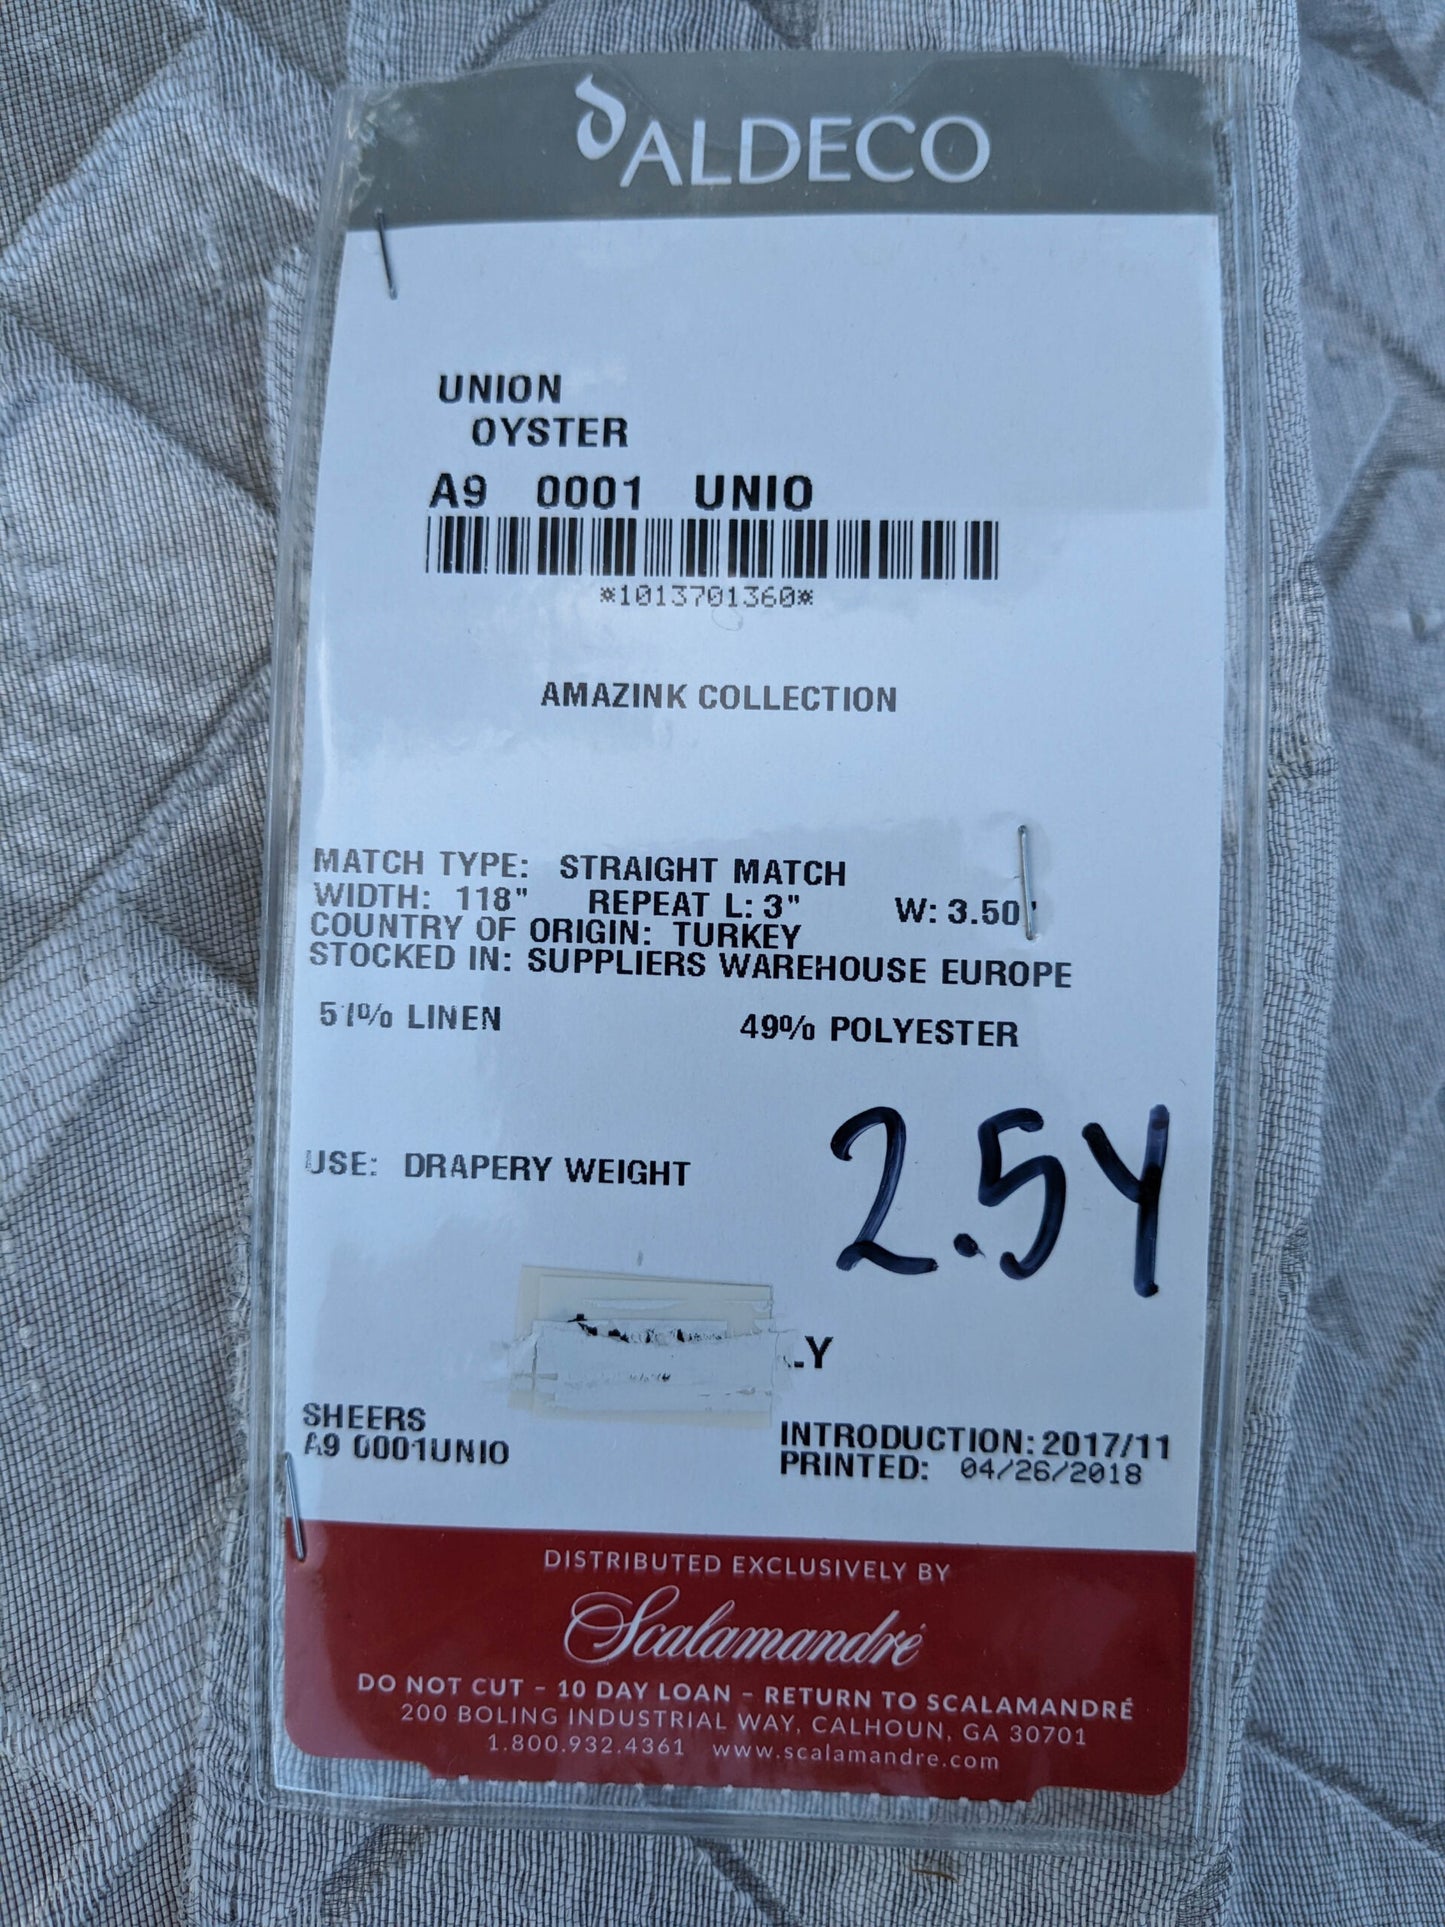 ALDECO
UNION
OYSTER
A9 0001 UNIO
*1013701360*
AMAZINK COLLECTION
MATCH TYPE: STRAIGHT MATCH
WIDTH: 118" REPEAT L: 3" W: 3.50"
COUNTRY OF ORIGIN: TURKEY
STOCKED IN: SUPPLIERS WAREHOUSE EUROPE
51% LINEN 49% POLYESTER
2.5Y
USE: DRAPERY WEIGHT
LY
SHEERS
A9 0001UNIO
INTRODUCTION: 2017/11
PRINTED: 04/26/2018
DISTRIBUTED EXCLUSIVELY BY
Scalamandré
DO NOT CUT – 10 DAY LOAN – RETURN TO SCALAMANDRÉ
200 BOLING INDUSTRIAL WAY, CALHOUN, GA 30701
1.800.932.4361 www.scalamandre.com